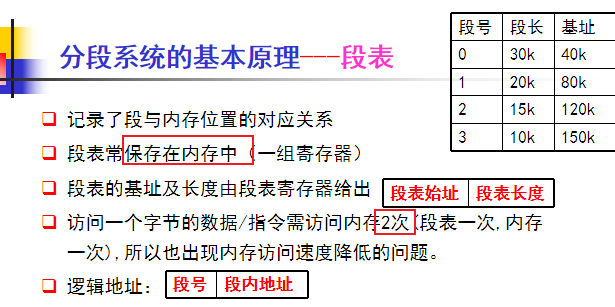 分段系统的基本原理---段表
段号 段长 基址
0 30k 40k
1 20k 80k
2 15k 120k
3 10k 150k
记录了段与内存位置的对应关系
段表常保存在内存中（一组寄存器）
段表的基址及长度由段表寄存器给出 段表始址 段表长度
访问一个字节的数据/指令需访问内存2次(段表一次,内存
一次),所以也出现内存访问速度降低的问题。
逻辑地址： 段号 段内地址